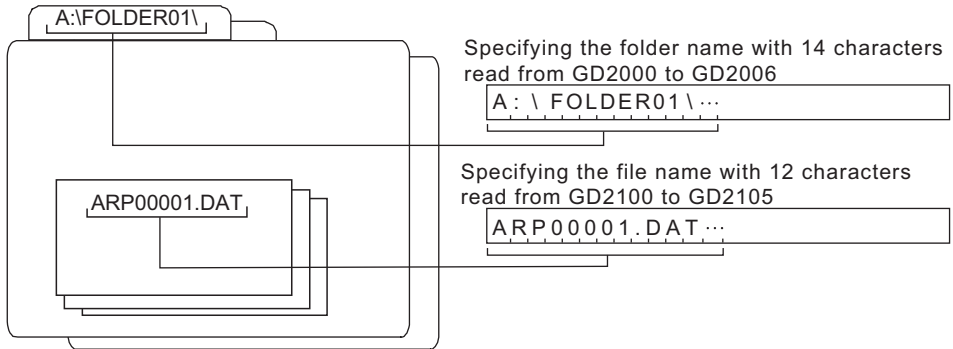 A:\FOLDER01\
Specifying the folder name with 14 characters
read from GD2000 to GD2006
A:\FOLDER01\···
Specifying the file name with 12 characters
read from GD2100 to GD2105
ARP00001.DAT
ARP00001.DAT···